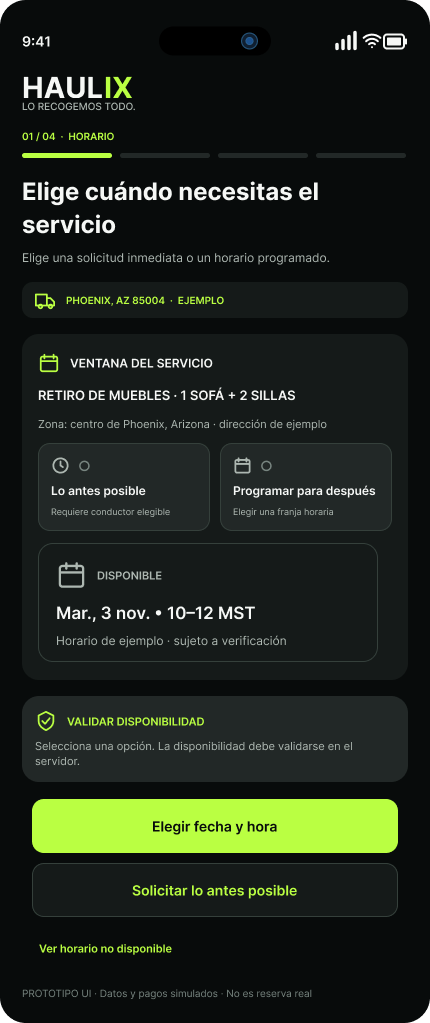 9:41
HAULIX
LO RECOGEMOS TODO.
01 / 04 · HORARIO
Elige cuándo necesitas el
servicio
Elige una solicitud inmediata o un horario programado.
PHOENIX, AZ 85004 · EJEMPLO
VENTANA DEL SERVICIO
RETIRO DE MUEBLES · 1 SOFÁ + 2 SILLAS
Zona: centro de Phoenix, Arizona · dirección de ejemplo
Lo antes posible
Requiere conductor elegible
Programar para después
Elegir una franja horaria
DISPONIBLE
Mar., 3 nov. • 10–12 MST
Horario de ejemplo · sujeto a verificación
VALIDAR DISPONIBILIDAD
Selecciona una opción. La disponibilidad debe validarse en el
servidor.
Elegir fecha y hora
Solicitar lo antes posible
Ver horario no disponible
PROTOTIPO UI · Datos y pagos simulados · No es reserva real